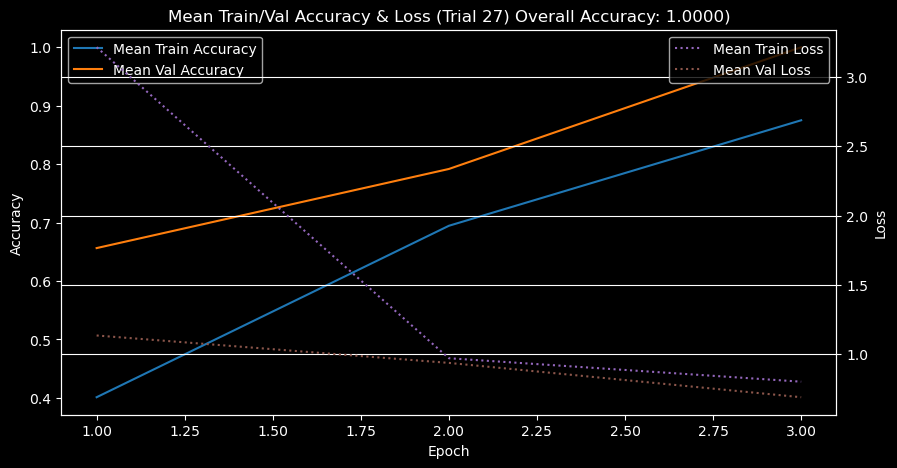 Mean Train/Val Accuracy & Loss (Trial 27) Overall Accuracy: 1.0000)
Mean Train Accuracy
Mean Val Accuracy
Mean Train Loss
Mean Val Loss
1.0
0.9
0.8
0.7
0.6
0.5
0.4
Accuracy
3.0
2.5
2.0
1.5
1.0
Loss
1.00 1.25 1.50 1.75 2.00 2.25 2.50 2.75 3.00
Epoch